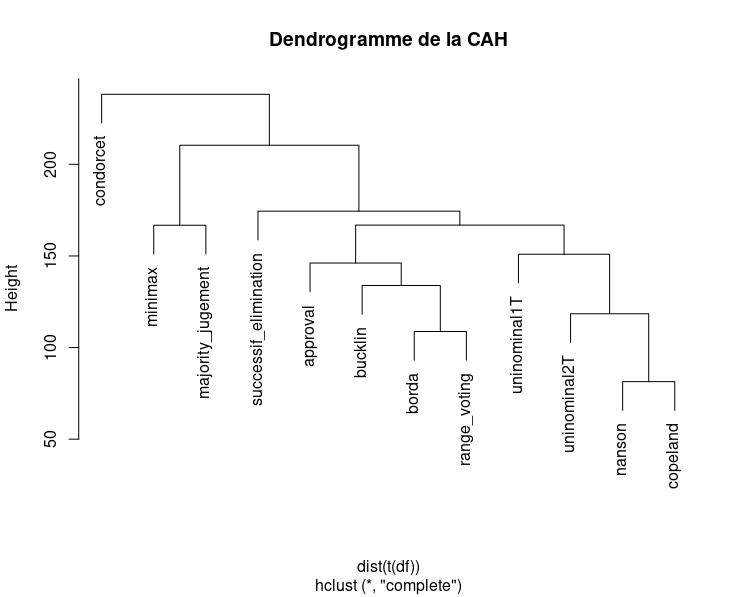 Dendrogramme de la CAH
Height
200
150
100
50
condorcet
minimax
majority_jugement
successif_elimination
approval
bucklin
borda
range_voting
uninominal1T
uninominal2T
nanson
copeland
dist(t(df))
hclust (*, "complete")